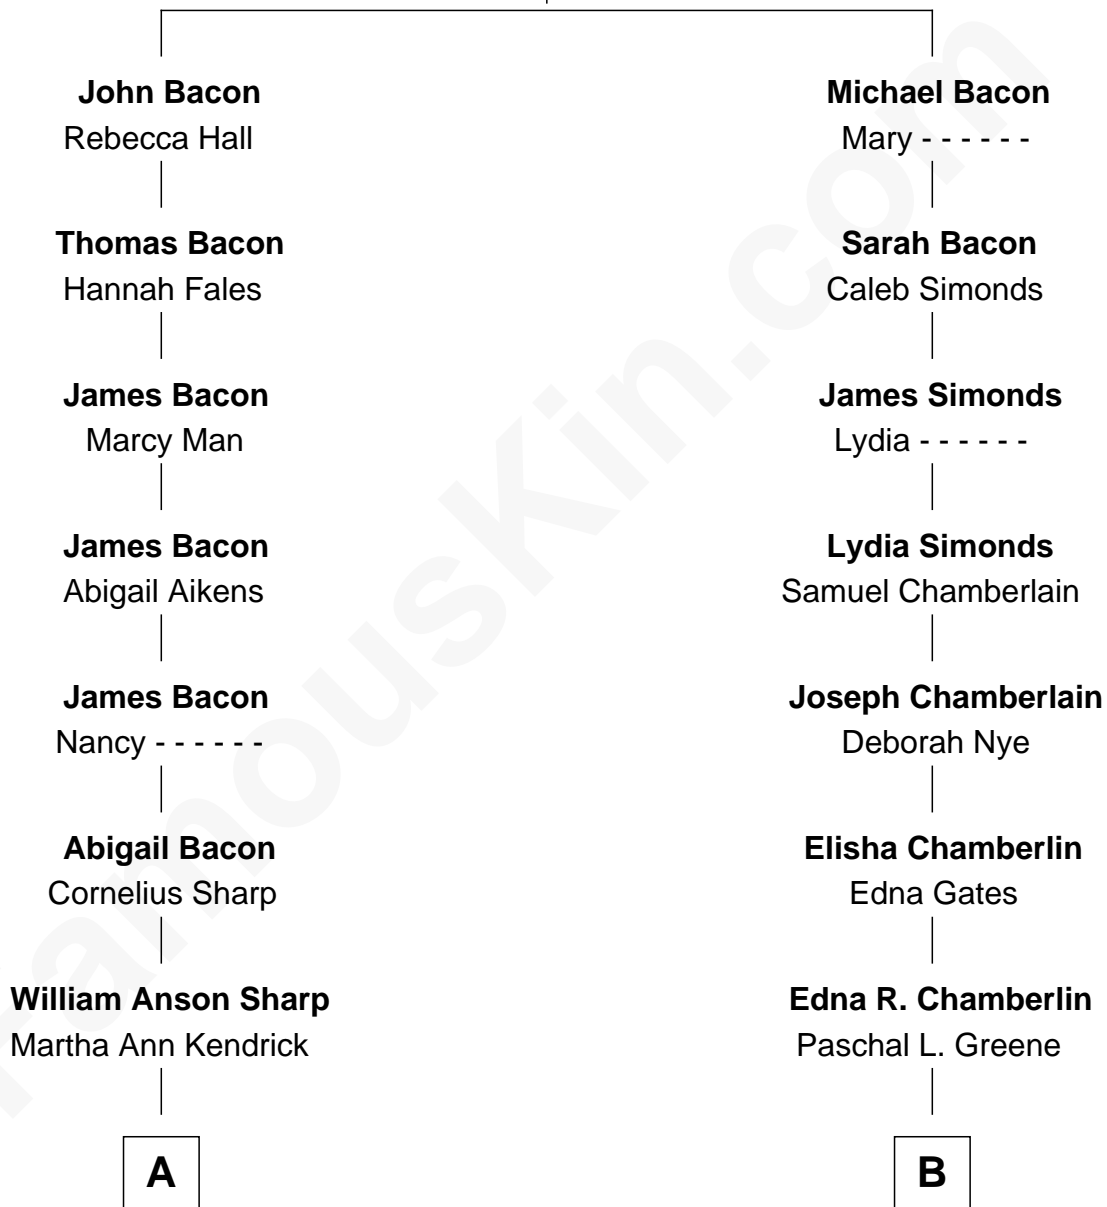 John Bacon
Rebecca Hall
Michael Bacon
Mary - - - - - -
Thomas Bacon
Hannah Fales
Sarah Bacon
Caleb Simonds
James Bacon
Marcy Man
James Simonds
Lydia - - - - - -
James Bacon
Abigail Aikens
Lydia Simonds
Samuel Chamberlain
James Bacon
Nancy - - - - - -
Joseph Chamberlain
Deborah Nye
Abigail Bacon
Cornelius Sharp
Elisha Chamberlin
Edna Gates
William Anson Sharp
Martha Ann Kendrick
Edna R. Chamberlin
Paschal L. Greene
A
B
FamousKin.com